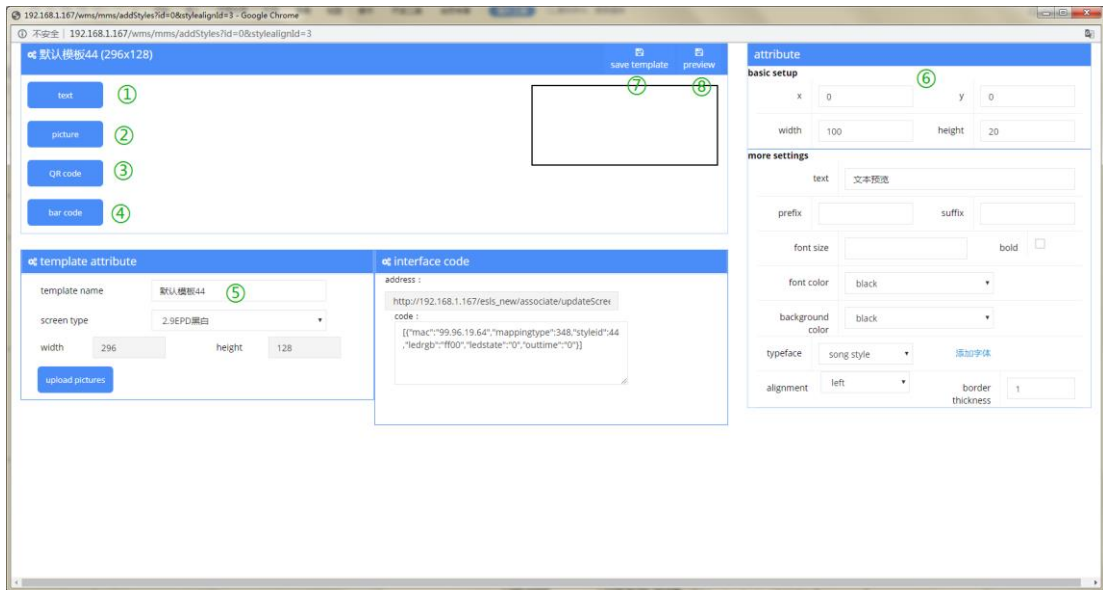 192.168.1.167/wms/mms/addStyles?id=0&stylealignId=3 - Google Chrome
不安全 | 192.168.1.167/wms/mms/addStyles?id=0&stylealignId=3
默认模板44 (296x128)
save template
preview
⑦
⑧
text ①
picture ②
QR code ③
bar code ④
template attribute
template name 默认模板44 ⑤
screen type 2.9EPD黑白
width 296 height 128
upload pictures
interface code
address :
http://192.168.1.167/esls_new/associate/updateScree
code :
[{"mac":"99.96.19.64","mappingtype":348,"styleid":44
,"ledrgb":"ff00","ledstate":"0","outtime":"0"}]
attribute
basic setup ⑥
x 0 y 0
width 100 height 20
more settings
text 文本预览
prefix suffix
font size bold
font color black
background
color
black
typeface song style 添加字体
alignment left
border
thickness
1